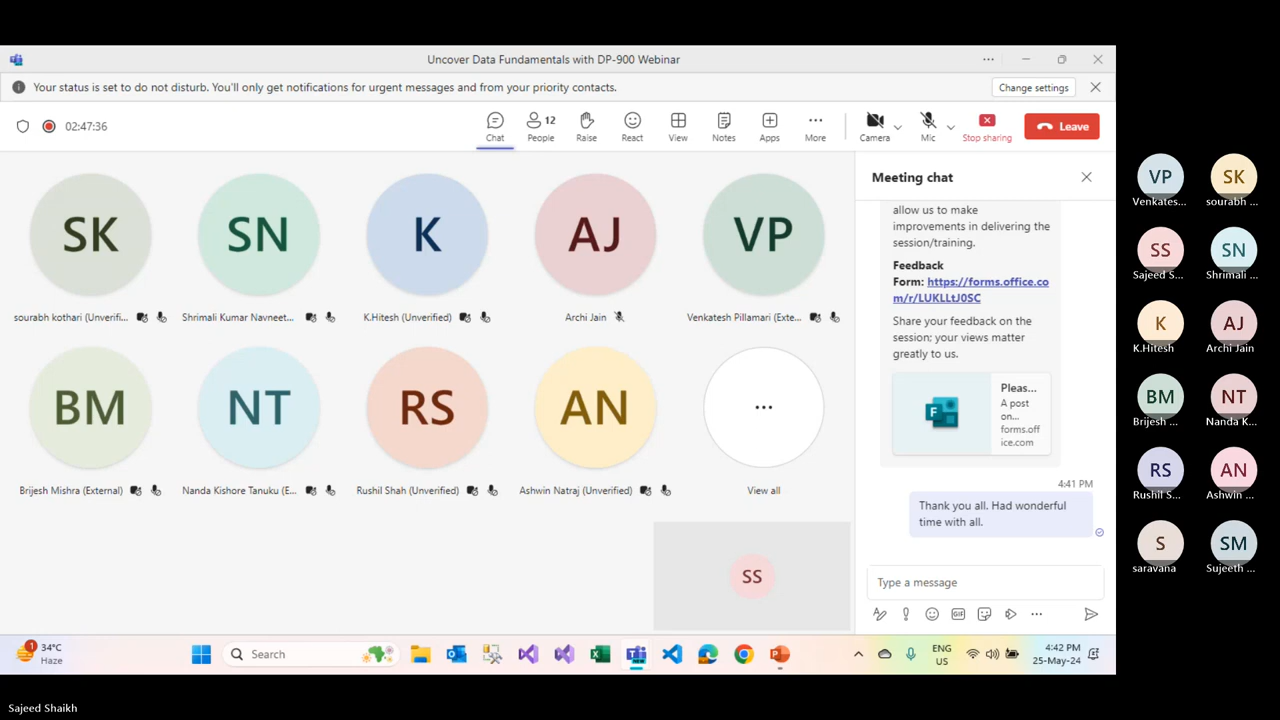 Uncover Data Fundamentals with DP-900 Webinar
Your status is set to do not disturb. You'll only get notifications for urgent messages and from your priority contacts.
Change settings
02:47:36
Chat
12
People
Raise
React
View
Notes
Apps
More
Camera
Mic
Stop sharing
Leave
SK
sourabh kothari (Unverifi...
SN
Shrimali Kumar Navneet...
K
K.Hitesh (Unverified)
AJ
Archi Jain
VP
Venkatesh Pillamari (Exte...
BM
Brijesh Mishra (External)
NT
Nanda Kishore Tanuku (E...
RS
Rushil Shah (Unverified)
AN
Ashwin Natraj (Unverified)
View all
SS
Meeting chat
allow us to make
improvements in delivering the
session/training.
Feedback
Form: https://forms.office.co
m/r/LUKLLtJ0SC
Share your feedback on the
session: your views matter
greatly to us.
Pleas...
A post
on...
forms.off
ice.com
4:41 PM
Thank you all. Had wonderful
time with all.
Type a message
GIF
VP
Venkates...
SK
sourabh ...
SS
Sajeed S...
SN
Shrimali ...
K
K.Hitesh
AJ
Archi Jain
BM
Brijesh ...
NT
Nanda K...
RS
Rushil S...
AN
Ashwin ...
S
saravana
SM
Sujeeth ...
1
34°C
Haze
Search
ENG
US
4:42 PM
25-May-24
Sajeed Shaikh